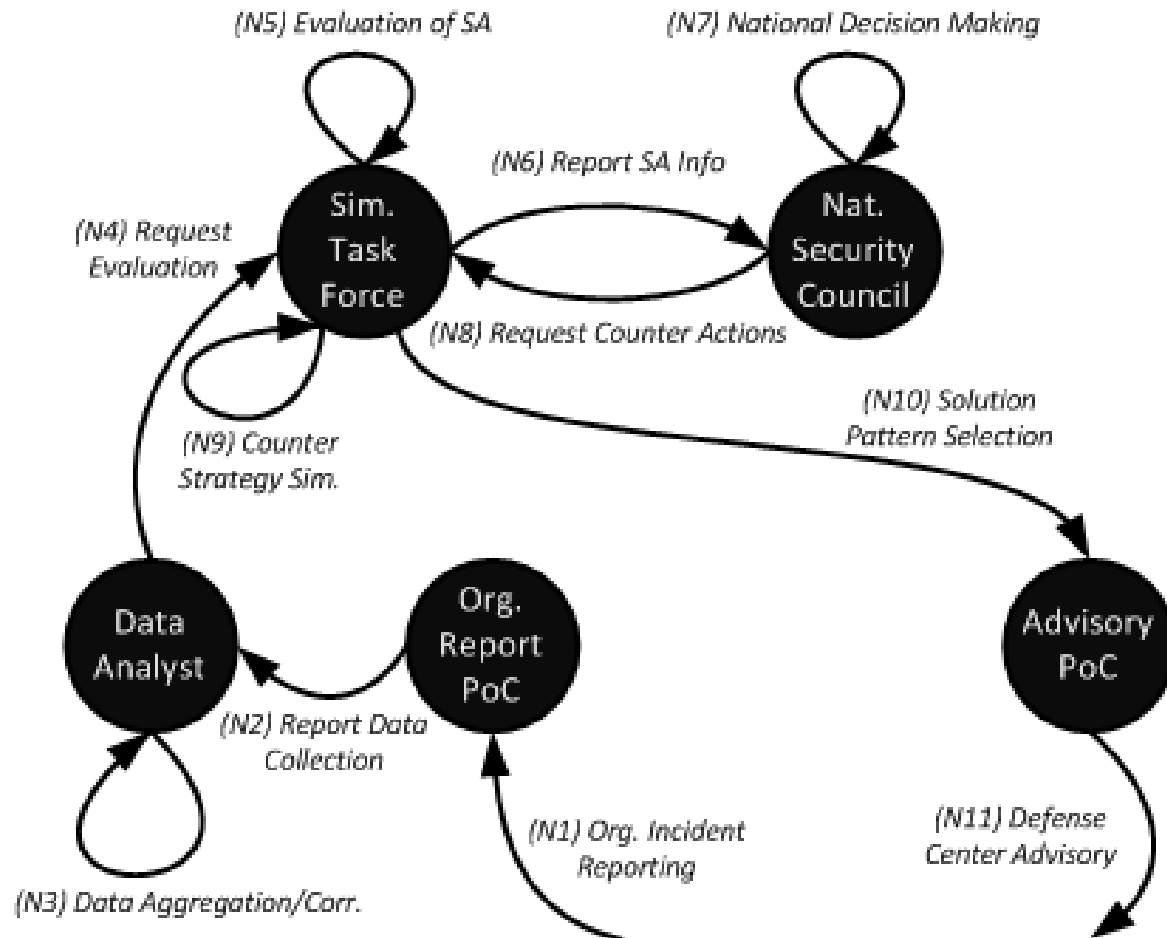 (N5) Evaluation of SA
(N7) National Decision Making
(N6) Report SA Info
Sim.
Task
Force
Nat.
Security
Council
(N4) Request
Evaluation
(N8) Request Counter Actions
(N10) Solution
Pattern Selection
(N9) Counter
Strategy Sim.
Data
Analyst
Org.
Report
PoC
Advisory
PoC
(N2) Report Data
Collection
(N1) Org. Incident
Reporting
(N11) Defense
Center Advisory
(N3) Data Aggregation/Corr.